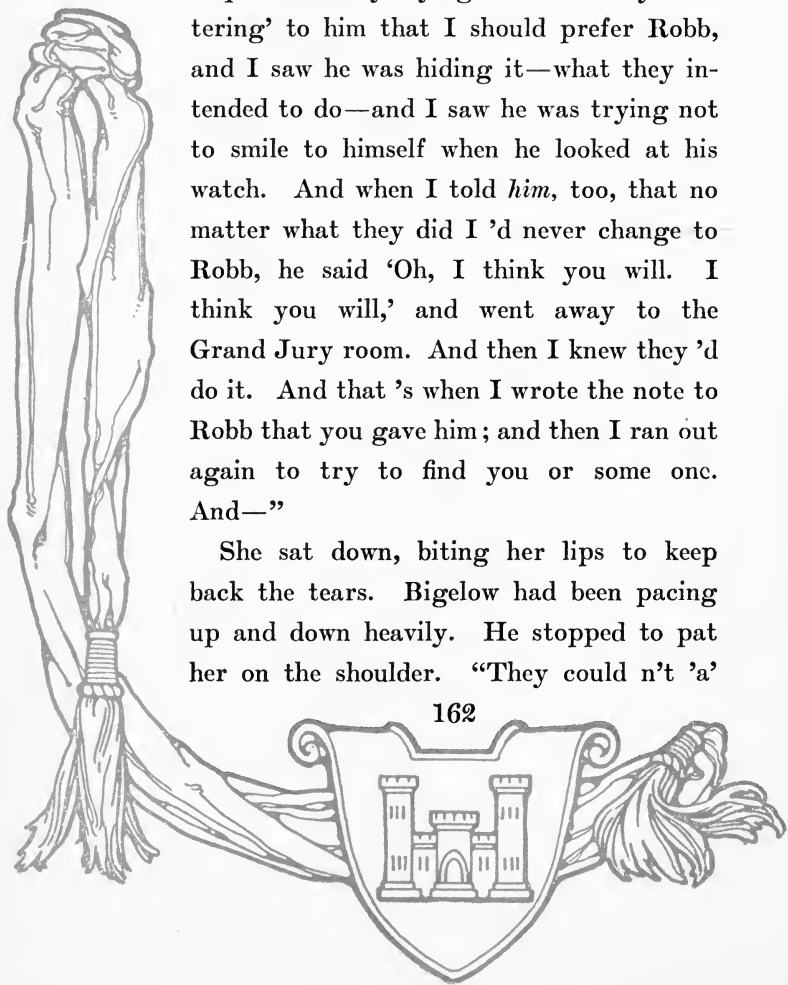 tering’ to him that I should prefer Robb,
and I saw he was hiding it—what they in-
tended to do—and I saw he was trying not
to smile to himself when he looked at his
watch. And when I told him, too, that no
matter what they did I ’d never change to
Robb, he said ‘Oh, I think you will. I
think you will,’ and went away to the
Grand Jury room. And then I knew they ’d
do it. And that ’s when I wrote the note to
Robb that you gave him; and then I ran out
again to try to find you or some one.
And—”
She sat down, biting her lips to keep
back the tears. Bigelow had been pacing
up and down heavily. He stopped to pat
her on the shoulder. “They could n't ’a’
162